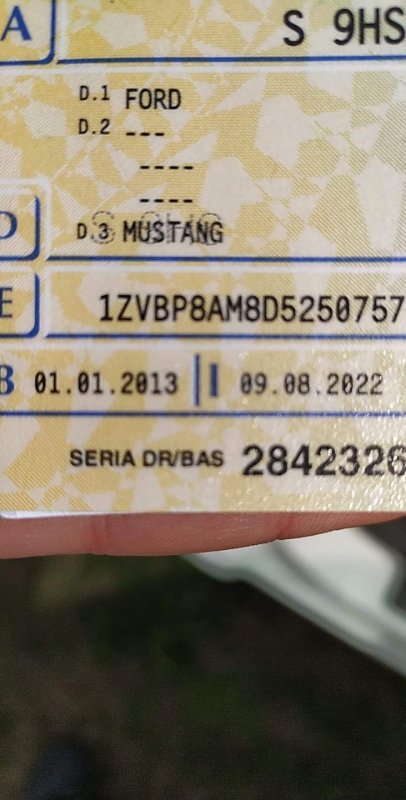 A S 9HS
D.1 FORD
D.2 ---
----
----
D D.3 MUSTANG
E 1ZVBP8AM8D5250757
B 01.01.2013 I 09.08.2022
SERIA DR/BAS 2842326